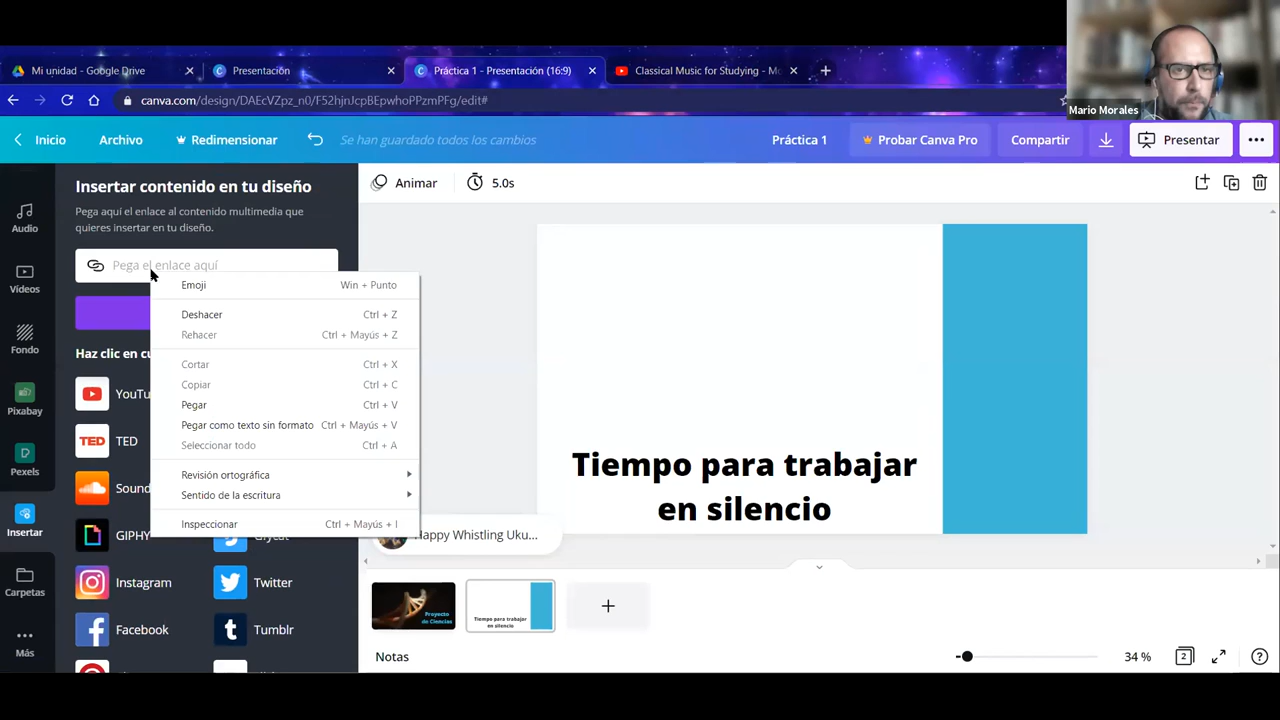 Mi unidad - Google Drive
Presentación
Práctica 1 - Presentación (16:9)
Classical Music for Studying - Mo
canva.com/design/DAEcVZpz_n0/F52hjnJcpBEpwhoPPzmPFg/edit#
Mario Morales
Inicio
Archivo
Redimensionar
Se han guardado todos los cambios
Práctica 1
Probar Canva Pro
Compartir
Presentar
Audio
Vídeos
Fondo
Pixabay
Pexels
Insertar
Carpetas
Más
Insertar contenido en tu diseño
Pega aquí el enlace al contenido multimedia que
quieres insertar en tu diseño.
Pega el enlace aquí
Haz clic en cu
YouTu
TED
TED
Sound
GIPHY
Instagram
Twitter
Facebook
Tumblr
Emoji Win + Punto
Deshacer Ctrl + Z
Rehacer Ctrl + Mayús + Z
Cortar Ctrl + X
Copiar Ctrl + C
Pegar Ctrl + V
Pegar como texto sin formato Ctrl + Mayús + V
Seleccionar todo Ctrl + A
Revisión ortográfica
Sentido de la escritura
Inspeccionar Ctrl + Mayús + I
Animar
5.0s
Tiempo para trabajar
en silencio
Happy Whistling Uku...
Proyecto
de Ciencias
Tiempo para trabajar
en silencio
Notas
34 %
2